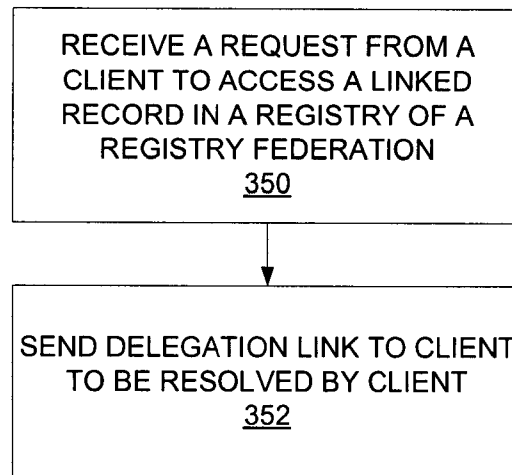 RECEIVE A REQUEST FROM A
CLIENT TO ACCESS A LINKED
RECORD IN A REGISTRY OF A
REGISTRY FEDERATION
350
SEND DELEGATION LINK TO CLIENT
TO BE RESOLVED BY CLIENT
352